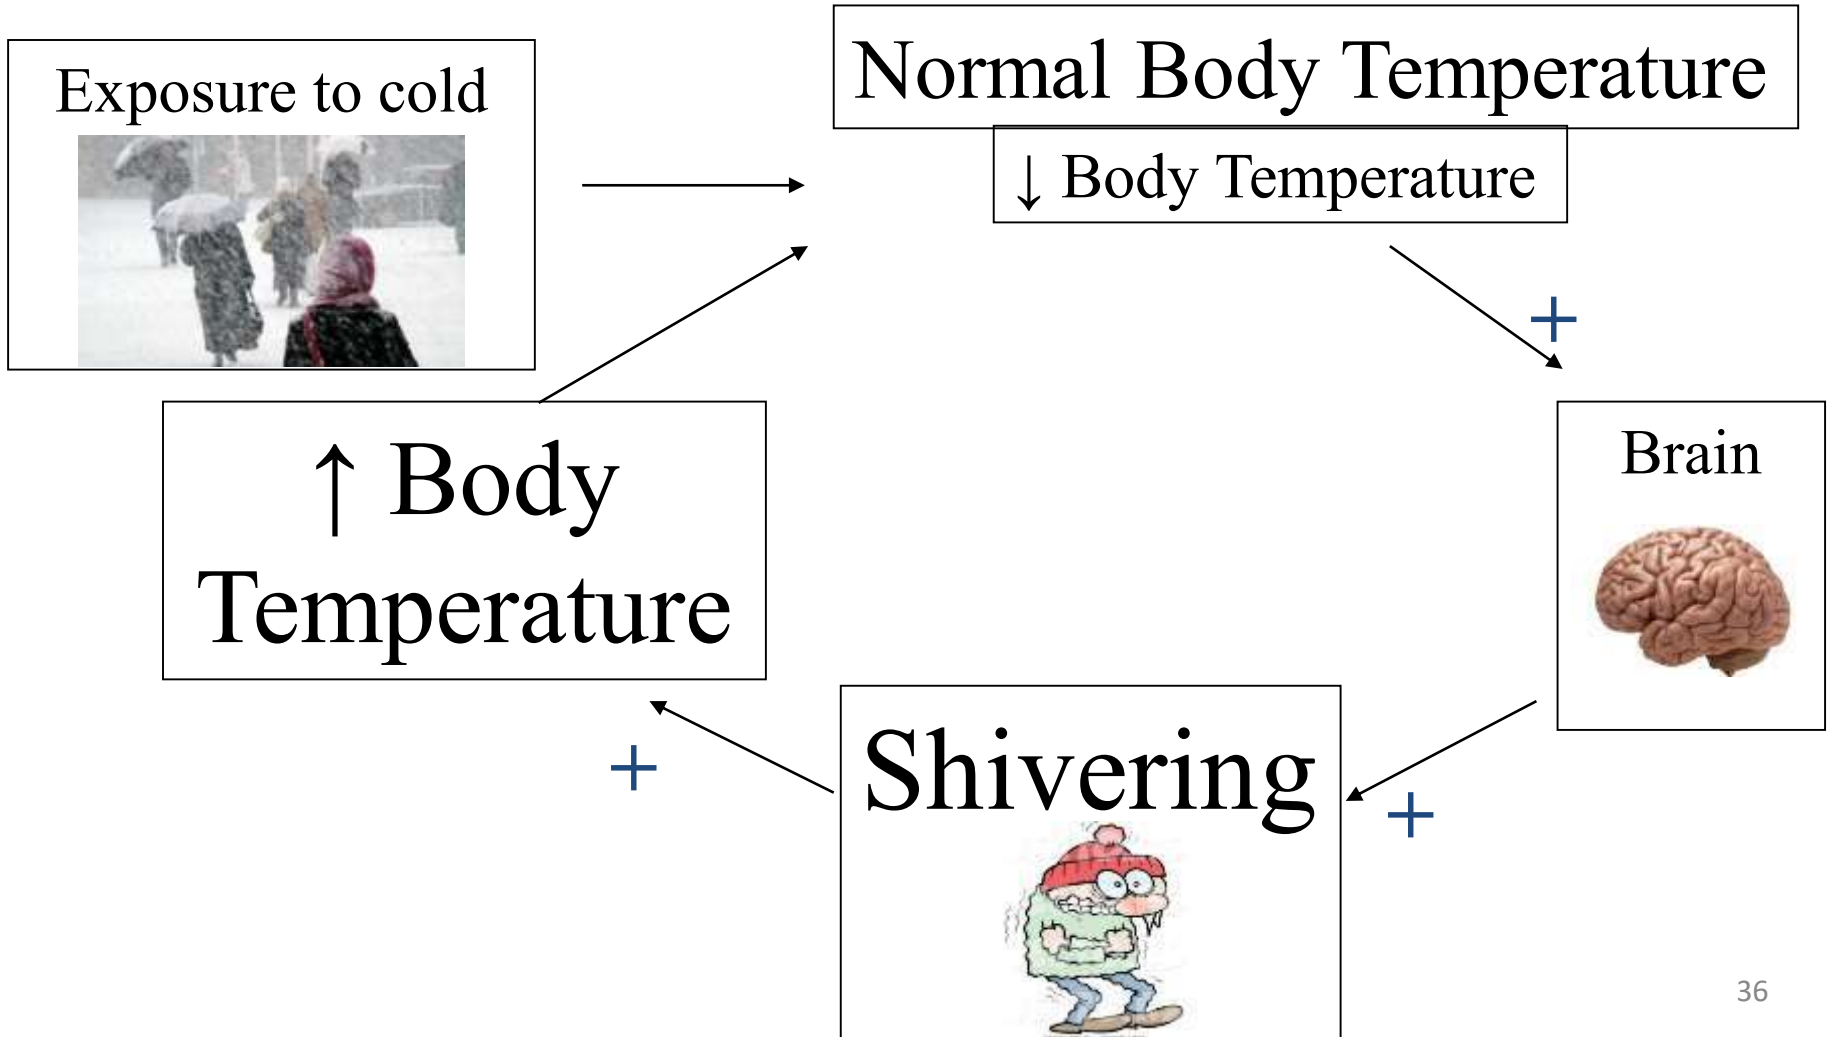 Exposure to cold
Normal Body Temperature
↓ Body Temperature
+
Brain
↑ Body
Temperature
Shivering
+
+
36